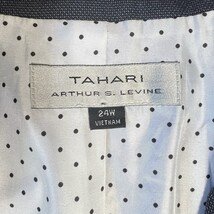 TAHARI
ARTHUR S. LEVINE
24W
VIETNAM